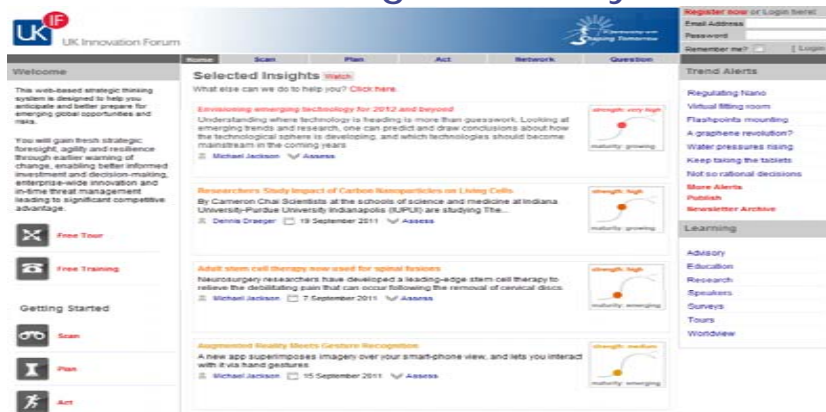 Register now or Login here!
Email Address
Password
Remember me? [ Login
UK IF
UK Innovation Forum
Shaping Tomorrow
Home Scan Plan Act Network Question
Welcome
This web-based strategic thinking
system is designed to help you
anticipate and better prepare for
emerging global opportunities and
risks.
You will gain fresh strategic
foresight, agility and resilience
through earlier warning of
change, enabling better informed
investment and decision-making,
enterprise-wide innovation and
in-time threat management
leading to significant competitive
advantage.
Free Tour
Free Training
Getting Started
Scan
Plan
Act
Selected Insights Watch
What else can we do to help you? Click here.
Envisioning emerging technology for 2012 and beyond
Understanding where technology is heading is more than guesswork. Looking at
emerging trends and research, one can predict and draw conclusions about how
the technological sphere is developing, and which technologies should become
mainstream in the coming years
Michael Jackson Assess
strength: very high
maturity: growing
Researchers Study Impact of Carbon Nanoparticles on Living Cells
By Cameron Chai Scientists at the schools of science and medicine at Indiana
University-Purdue University Indianapolis (IUPUI) are studying The...
Dennis Draeger 19 September 2011 Assess
strength: high
maturity: growing
Adult stem cell therapy now used for spinal fusions
Neurosurgery researchers have developed a leading-edge stem cell therapy to
relieve the debilitating pain that can occur following the removal of cervical discs.
Michael Jackson 7 September 2011 Assess
strength: high
maturity: emerging
Augmented Reality Meets Gesture Recognition
A new app superimposes imagery over your smart-phone view, and lets you interact
with it via hand gestures
Michael Jackson 15 September 2011 Assess
strength: medium
maturity: emerging
Trend Alerts
Regulating Nano
Virtual fitting room
Flashpoints mounting
A graphene revolution?
Water pressures rising
Keep taking the tablets
Not so rational decisions
More Alerts
Publish
Newsletter Archive
Learning
Advisory
Education
Research
Speakers
Surveys
Tours
Worldview